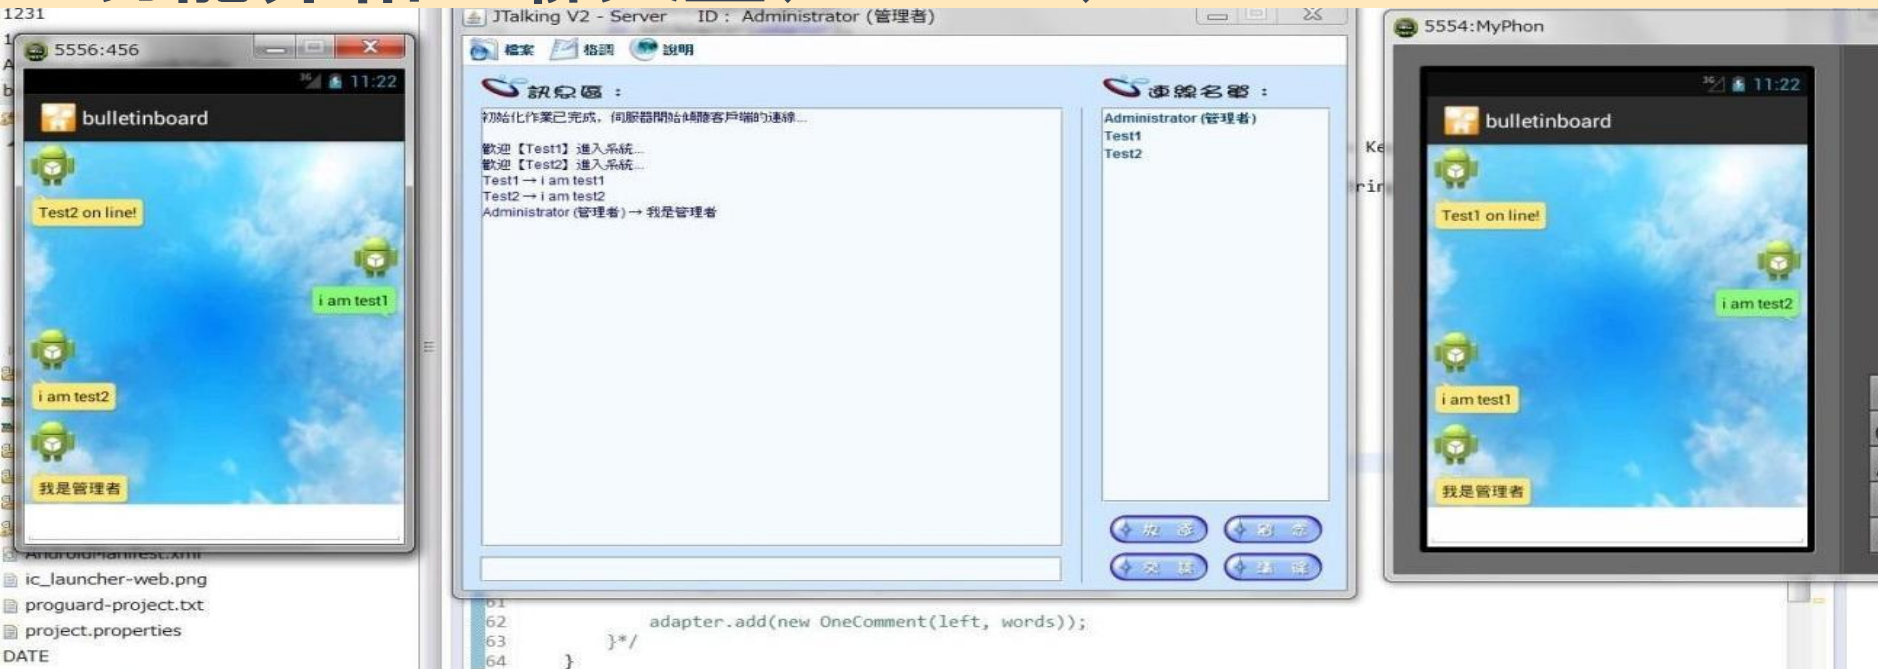 1231
5556:456
11:22
bulletinboard
Test2 on line!
i am test1
i am test2
我是管理者
ic_launcher-web.png
proguard-project.txt
project.properties
DATE
JTalking V2 - Server ID : Administrator (管理者)
檔案 格調 說明
訊息區 :
初始化作業已完成, 伺服器開始傾聽客戶端的連線...
歡迎【Test1】進入系統...
歡迎【Test2】進入系統...
Test1 → i am test1
Test2 → i am test2
Administrator (管理者) → 我是管理者
連線名單 :
Administrator (管理者)
Test1
Test2
61
62 adapter.add(new OneComment(left, words));
63 }*/
64 }
5554:MyPhon
11:22
bulletinboard
Test1 on line!
i am test2
i am test1
我是管理者